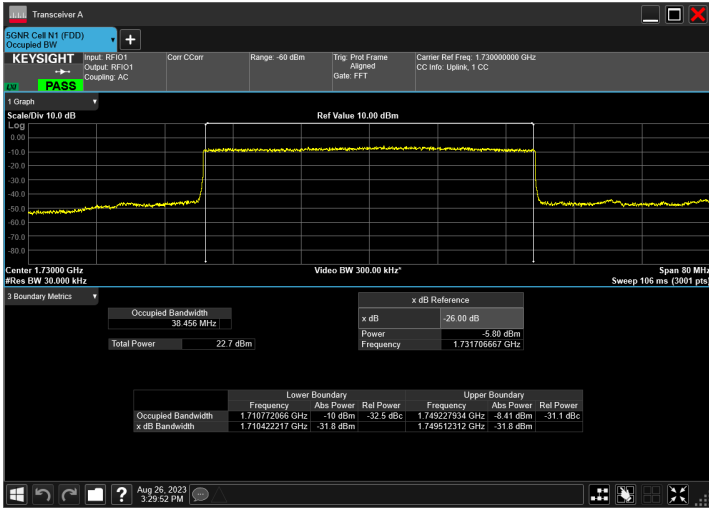 Transceiver A
5GNR Cell N1 (FDD)
Occupied BW
KEYSIGHT
PASS
Input: RFIO1
Output: RFIO1
Coupling: AC
Corr CCorr
Range: -60 dBm
Trig: Prot Frame
Aligned
Gate: FFT
Carrier Ref Freq: 1.730000000 GHz
CC Info: Uplink, 1 CC
1 Graph
Scale/Div 10.0 dB
Ref Value 10.00 dBm
Log
0.00
-10.0
-20.0
-30.0
-40.0
-50.0
-60.0
-70.0
-80.0
Center 1.73000 GHz
Video BW 300.00 kHz*
Span 80 MHz
#Res BW 30.000 kHz
Sweep 106 ms (3001 pts)
3 Boundary Metrics
Occupied Bandwidth
38.456 MHz
Total Power 22.7 dBm
x dB Reference
x dB -26.00 dB
Power -5.80 dBm
Frequency 1.731706667 GHz
Lower Boundary Upper Boundary
Frequency Abs Power Rel Power Frequency Abs Power Rel Power
Occupied Bandwidth 1.710772066 GHz -10 dBm -32.5 dBc 1.749227934 GHz -8.41 dBm -31.1 dBc
x dB Bandwidth 1.710422217 GHz -31.8 dBm 1.749512312 GHz -31.8 dBm
?
Aug 26, 2023
3:29:52 PM